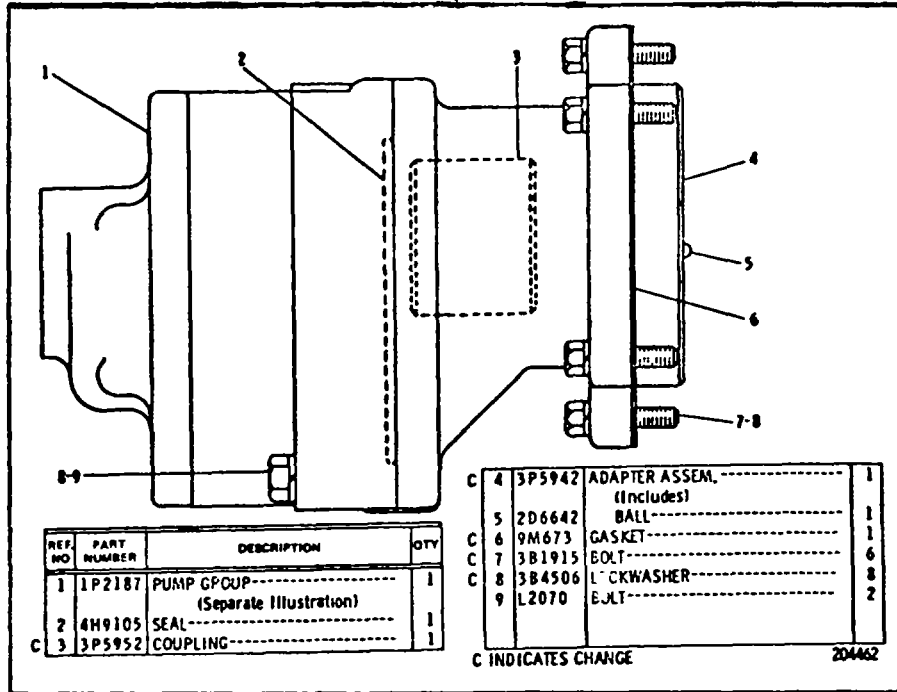 1
2
3
4
5
6
7-8
8-9
REF. NO PART NUMBER DESCRIPTION QTY
1 1P2187 PUMP GROUP 1
(Separate Illustration)
2 4H9105 SEAL 1
C 3 3P5952 COUPLING 1
C 4 3P5942 ADAPTER ASSEM. 1
(Includes)
5 2D6642 BALL 1
C 6 9M673 GASKET 1
C 7 3B1915 BOLT 6
C 8 3B4506 L CKWASHER 8
9 L2070 BOLT 2
C INDICATES CHANGE
204462